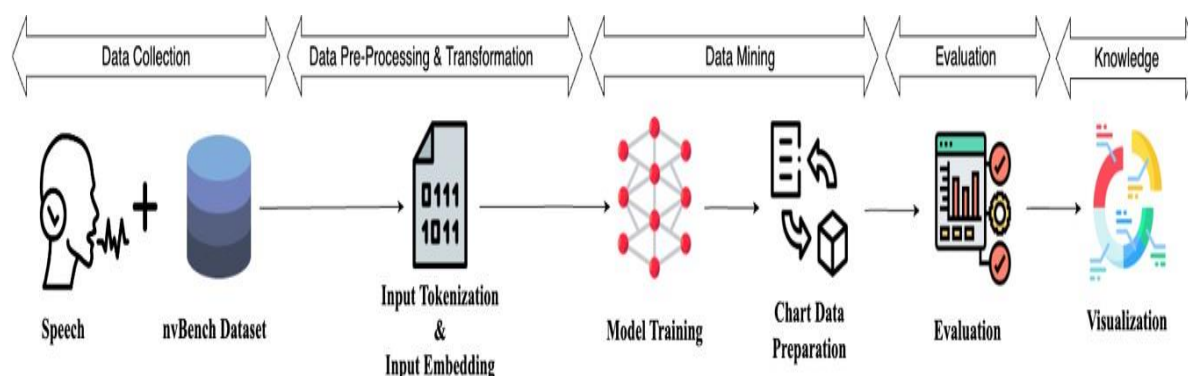 Data Collection
Data Pre-Processing & Transformation
Data Mining
Evaluation
Knowledge
0111
1011
Speech
nvBench Dataset
Input Tokenization
&
Input Embedding
Model Training
Chart Data
Preparation
Evaluation
Visualization